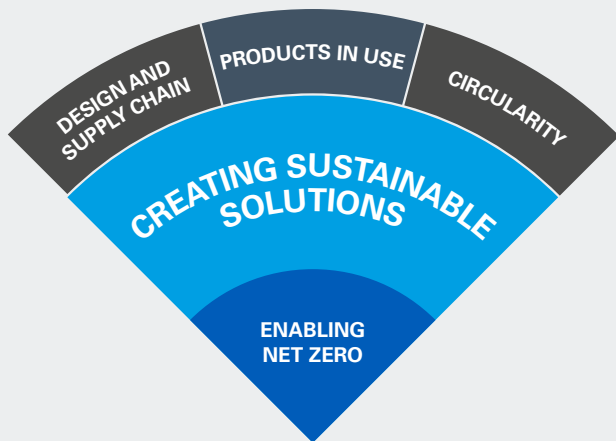 DESIGN AND
SUPPLY CHAIN
PRODUCTS IN USE
CIRCULARITY
CREATING SUSTAINABLE
SOLUTIONS
ENABLING
NET ZERO